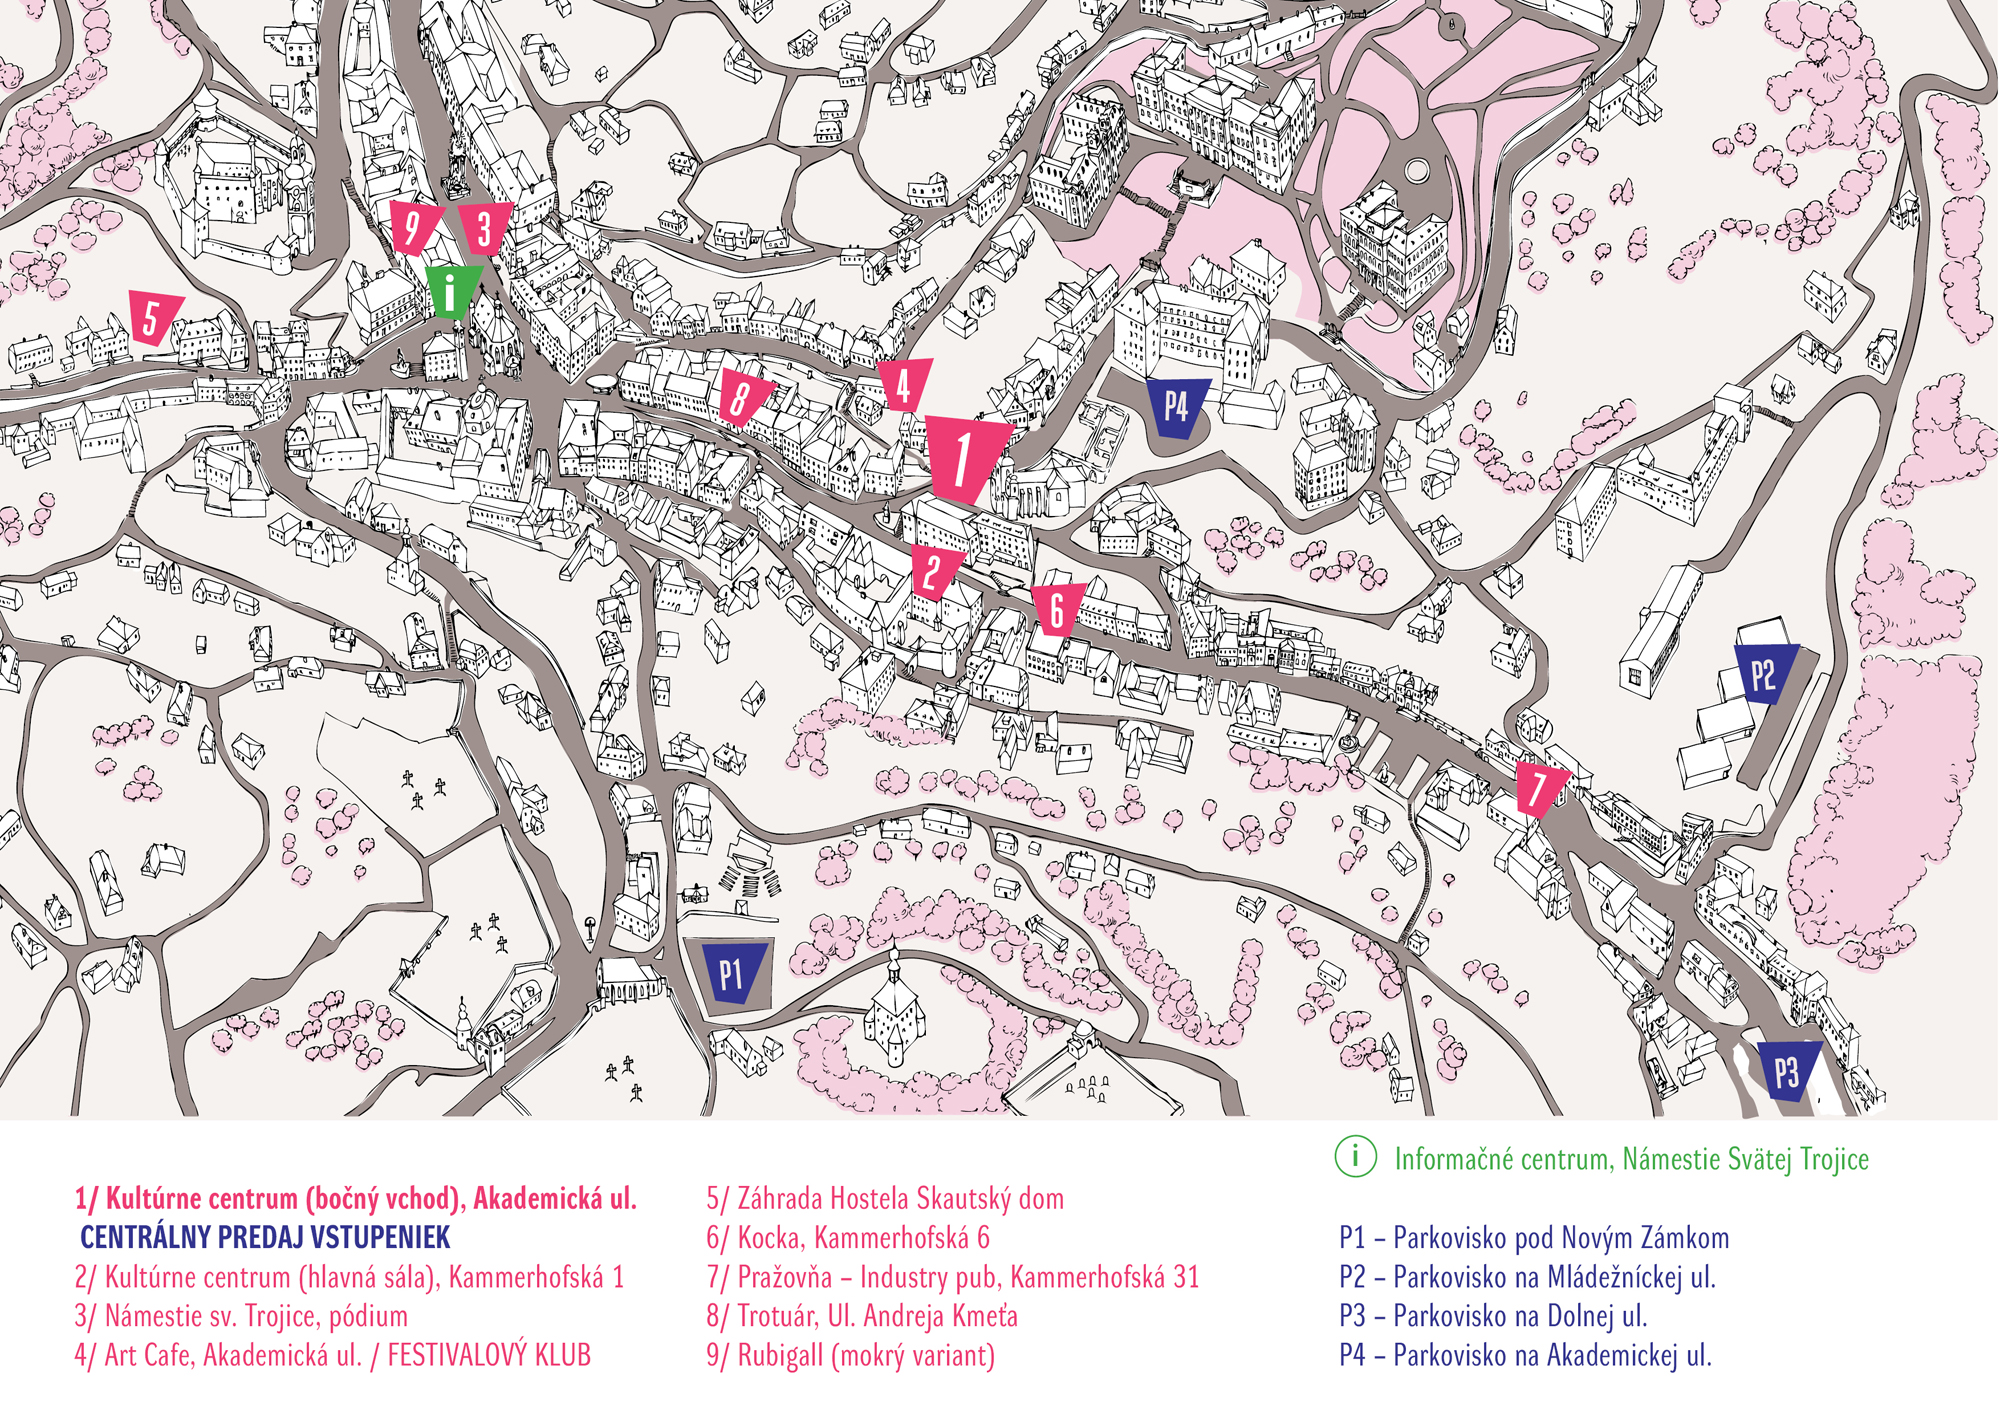 9
3
i
5
8
4
P4
1
2
6
P2
7
P1
P3
1/ Kultúrne centrum (bočný vchod), Akademická ul.
CENTRÁLNY PREDAJ VSTUPENIEK
2/ Kultúrne centrum (hlavná sála), Kammerhofská 1
3/ Námestie sv. Trojice, pódium
4/ Art Cafe, Akademická ul. / FESTIVALOVÝ KLUB
5/ Záhrada Hostela Skautský dom
6/ Kocka, Kammerhofská 6
7/ Pražovňa – Industry pub, Kammerhofská 31
8/ Trotuár, Ul. Andreja Kmeťa
9/ Rubigall (mokrý variant)
i Informačné centrum, Námestie Svätej Trojice
P1 – Parkovisko pod Novým Zámkom
P2 – Parkovisko na Mládežníckej ul.
P3 – Parkovisko na Dolnej ul.
P4 – Parkovisko na Akademickej ul.